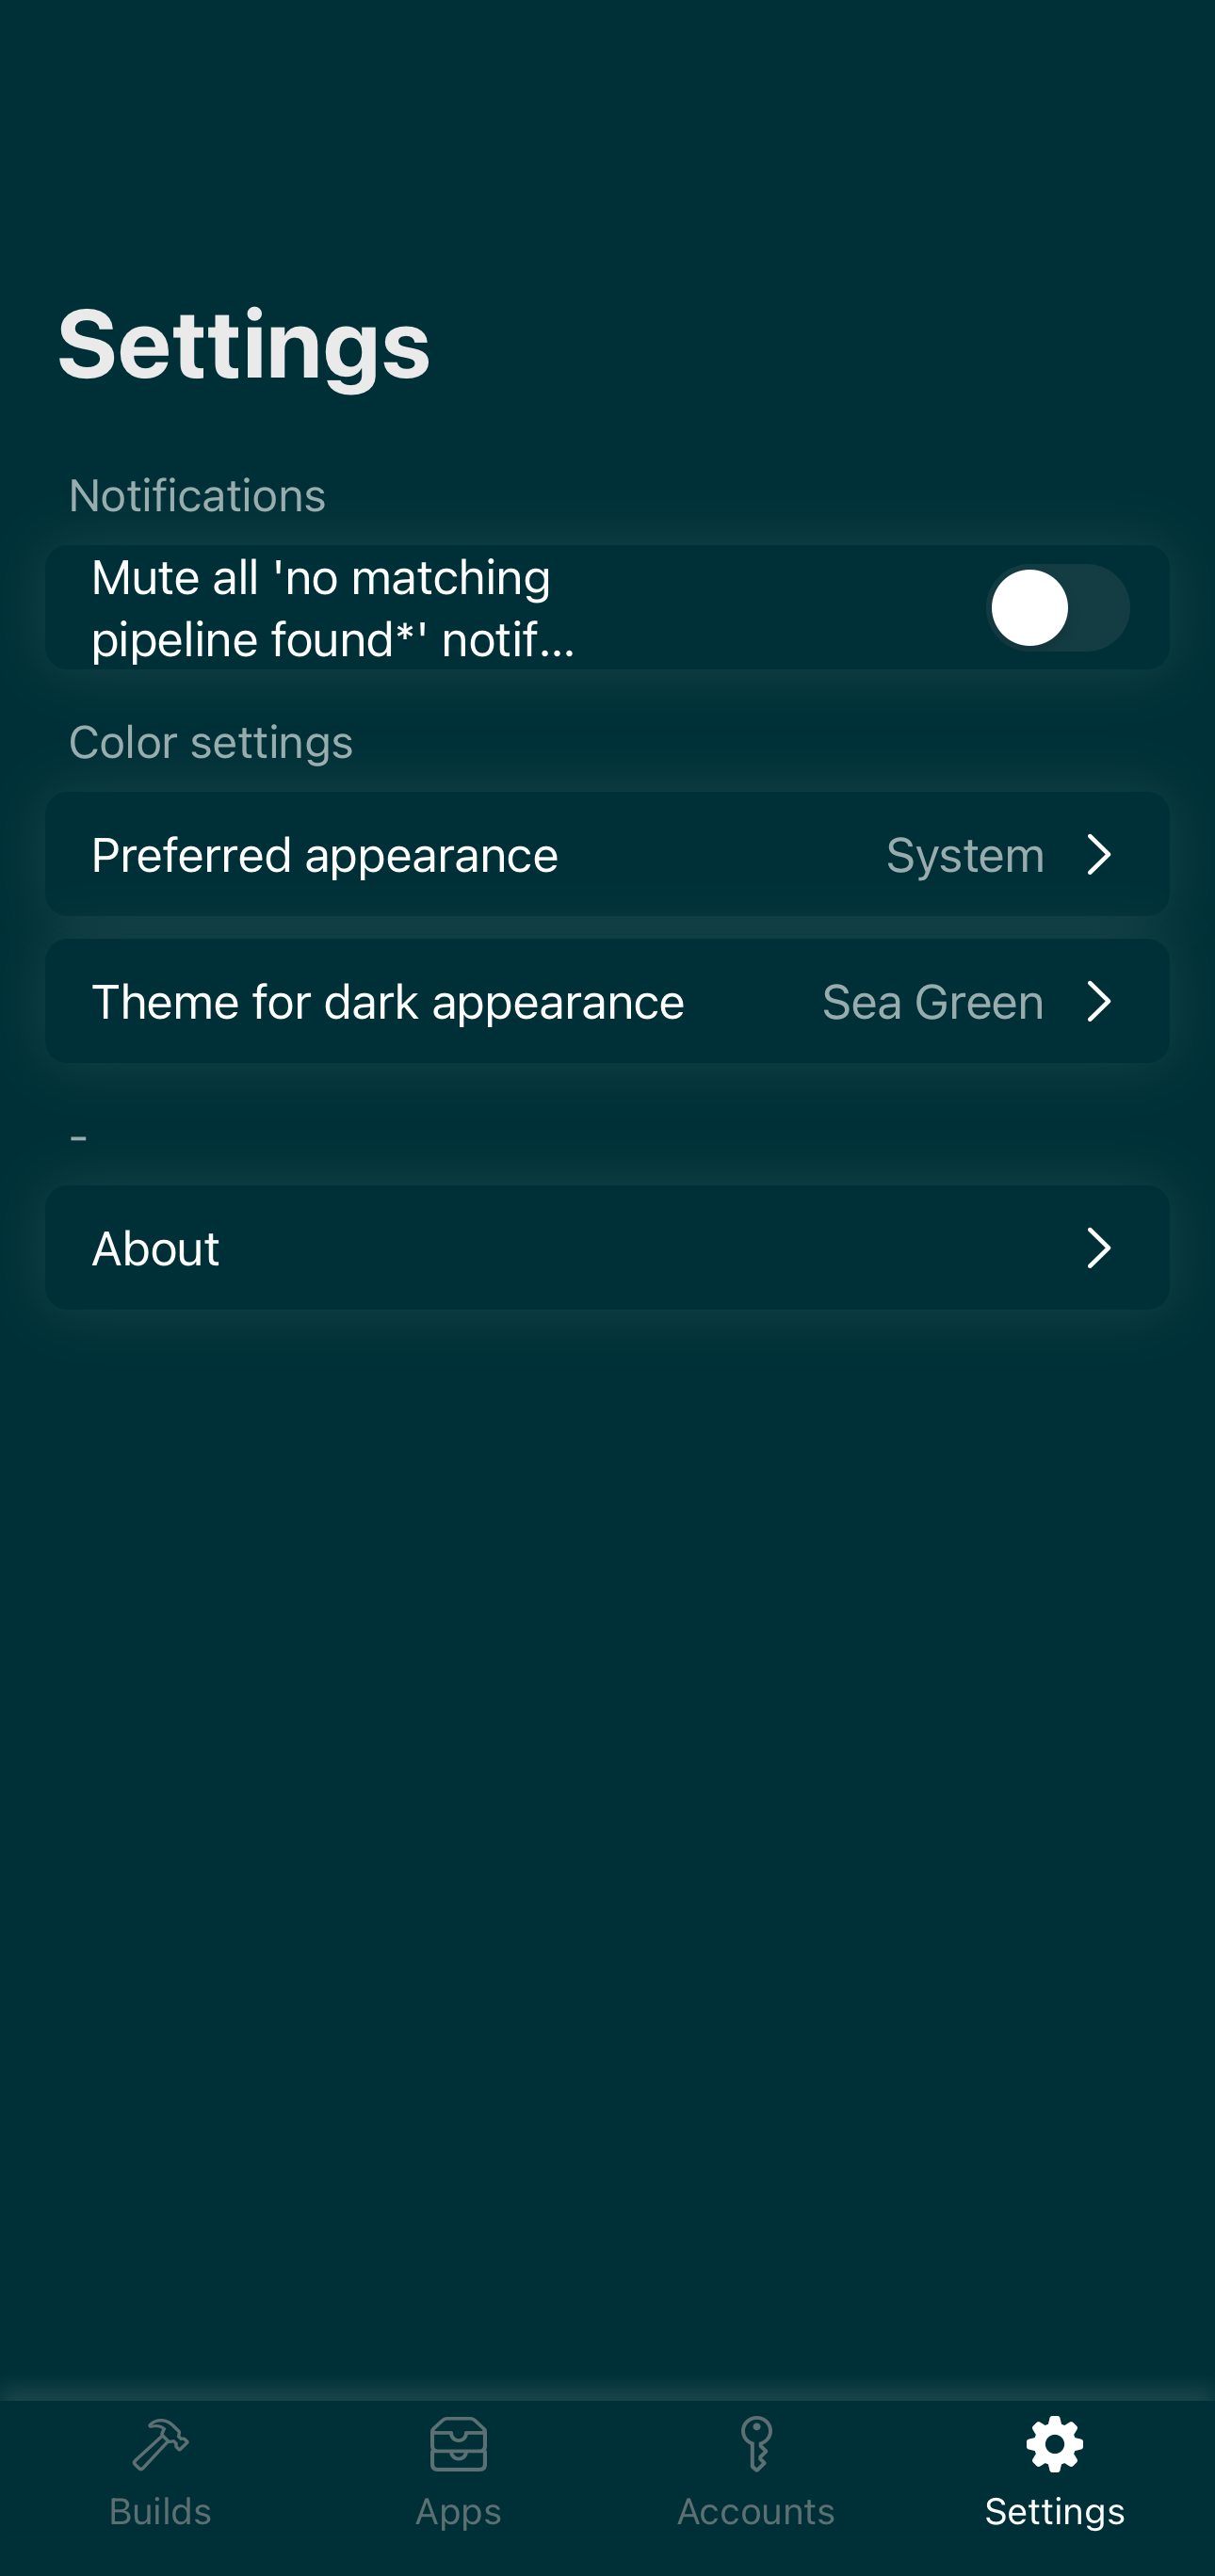 Settings
Notifications
Mute all 'no matching
pipeline found*' notif...
Color settings
Preferred appearance System
Theme for dark appearance Sea Green
-
About
Builds Apps Accounts Settings